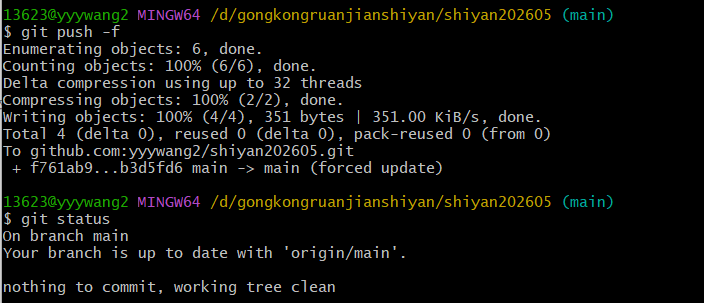 13623@yyywang2 MINGW64 /d/gongkongruanjianshiyan/shiyan202605 (main)
$ git push -f
Enumerating objects: 6, done.
Counting objects: 100% (6/6), done.
Delta compression using up to 32 threads
Compressing objects: 100% (2/2), done.
Writing objects: 100% (4/4), 351 bytes | 351.00 KiB/s, done.
Total 4 (delta 0), reused 0 (delta 0), pack-reused 0 (from 0)
To github.com:yyywang2/shiyan202605.git
 + f761ab9...b3d5fd6 main -> main (forced update)

13623@yyywang2 MINGW64 /d/gongkongruanjianshiyan/shiyan202605 (main)
$ git status
On branch main
Your branch is up to date with 'origin/main'.

nothing to commit, working tree clean